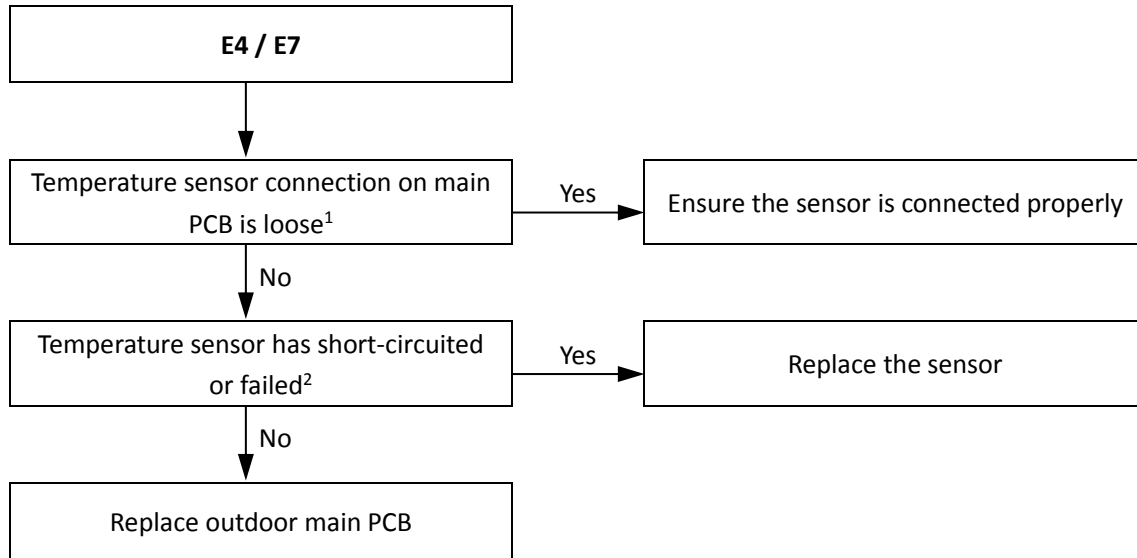 E4 / E7
Temperature sensor connection on main
PCB is loose¹
Yes
Ensure the sensor is connected properly
No
Temperature sensor has short-circuited
or failed²
Yes
Replace the sensor
No
Replace outdoor main PCB